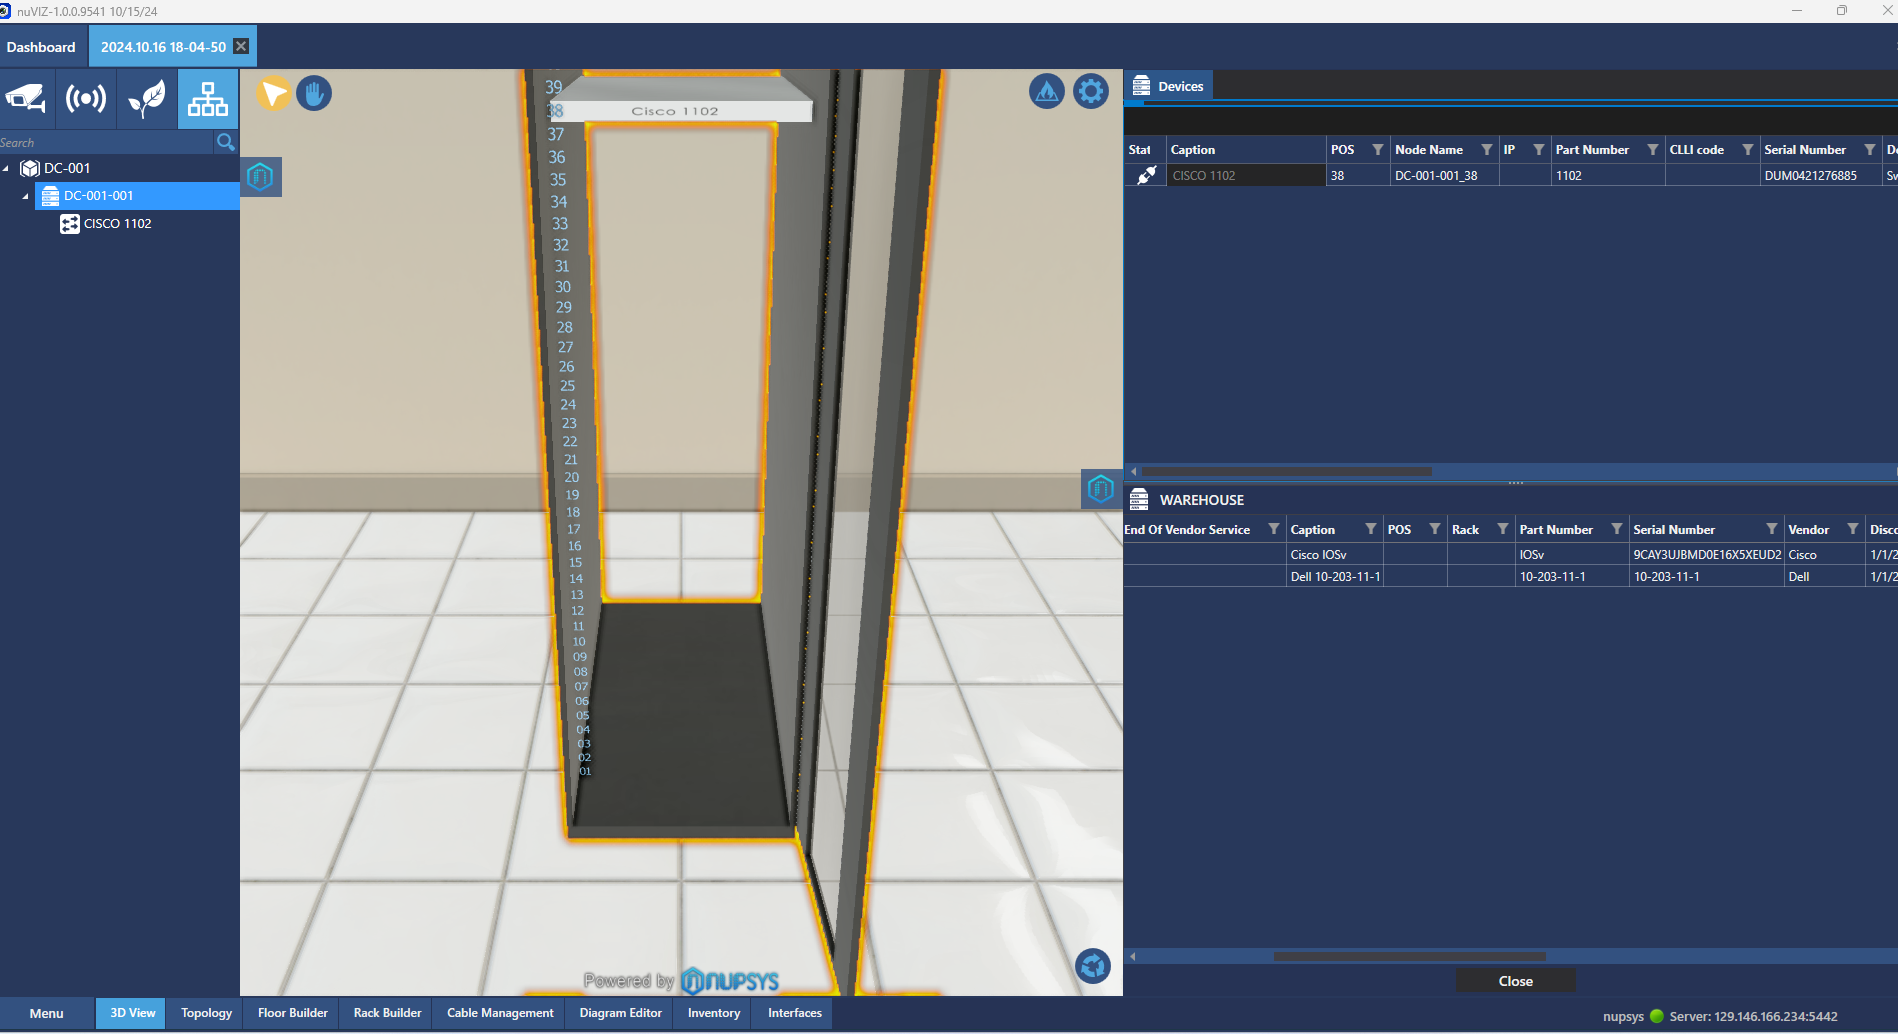 nuVIZ-1.0.0.9541 10/15/24
Dashboard
2024.10.16 18-04-50
Search
DC-001
DC-001-001
CISCO 1102
39
38
Cisco 1102
37
36
35
34
33
32
31
30
29
28
27
26
25
24
23
22
21
20
19
18
17
16
15
14
13
12
11
10
09
08
07
06
05
04
03
02
01
Powered by nupsys
Devices
Stat Caption POS Node Name IP Part Number CLLI code Serial Number De
CISCO 1102 38 DC-001-001_38 1102 DUM0421276885 Sw
WAREHOUSE
End Of Vendor Service Caption POS Rack Part Number Serial Number Vendor Disco
Cisco IOSv IOSv 9CAY3UJBMD0E16X5XEUD2 Cisco 1/1/2
Dell 10-203-11-1 10-203-11-1 10-203-11-1 Dell 1/1/2
Close
Menu 3D View Topology Floor Builder Rack Builder Cable Management Diagram Editor Inventory Interfaces
nupsys Server: 129.146.166.234:5442